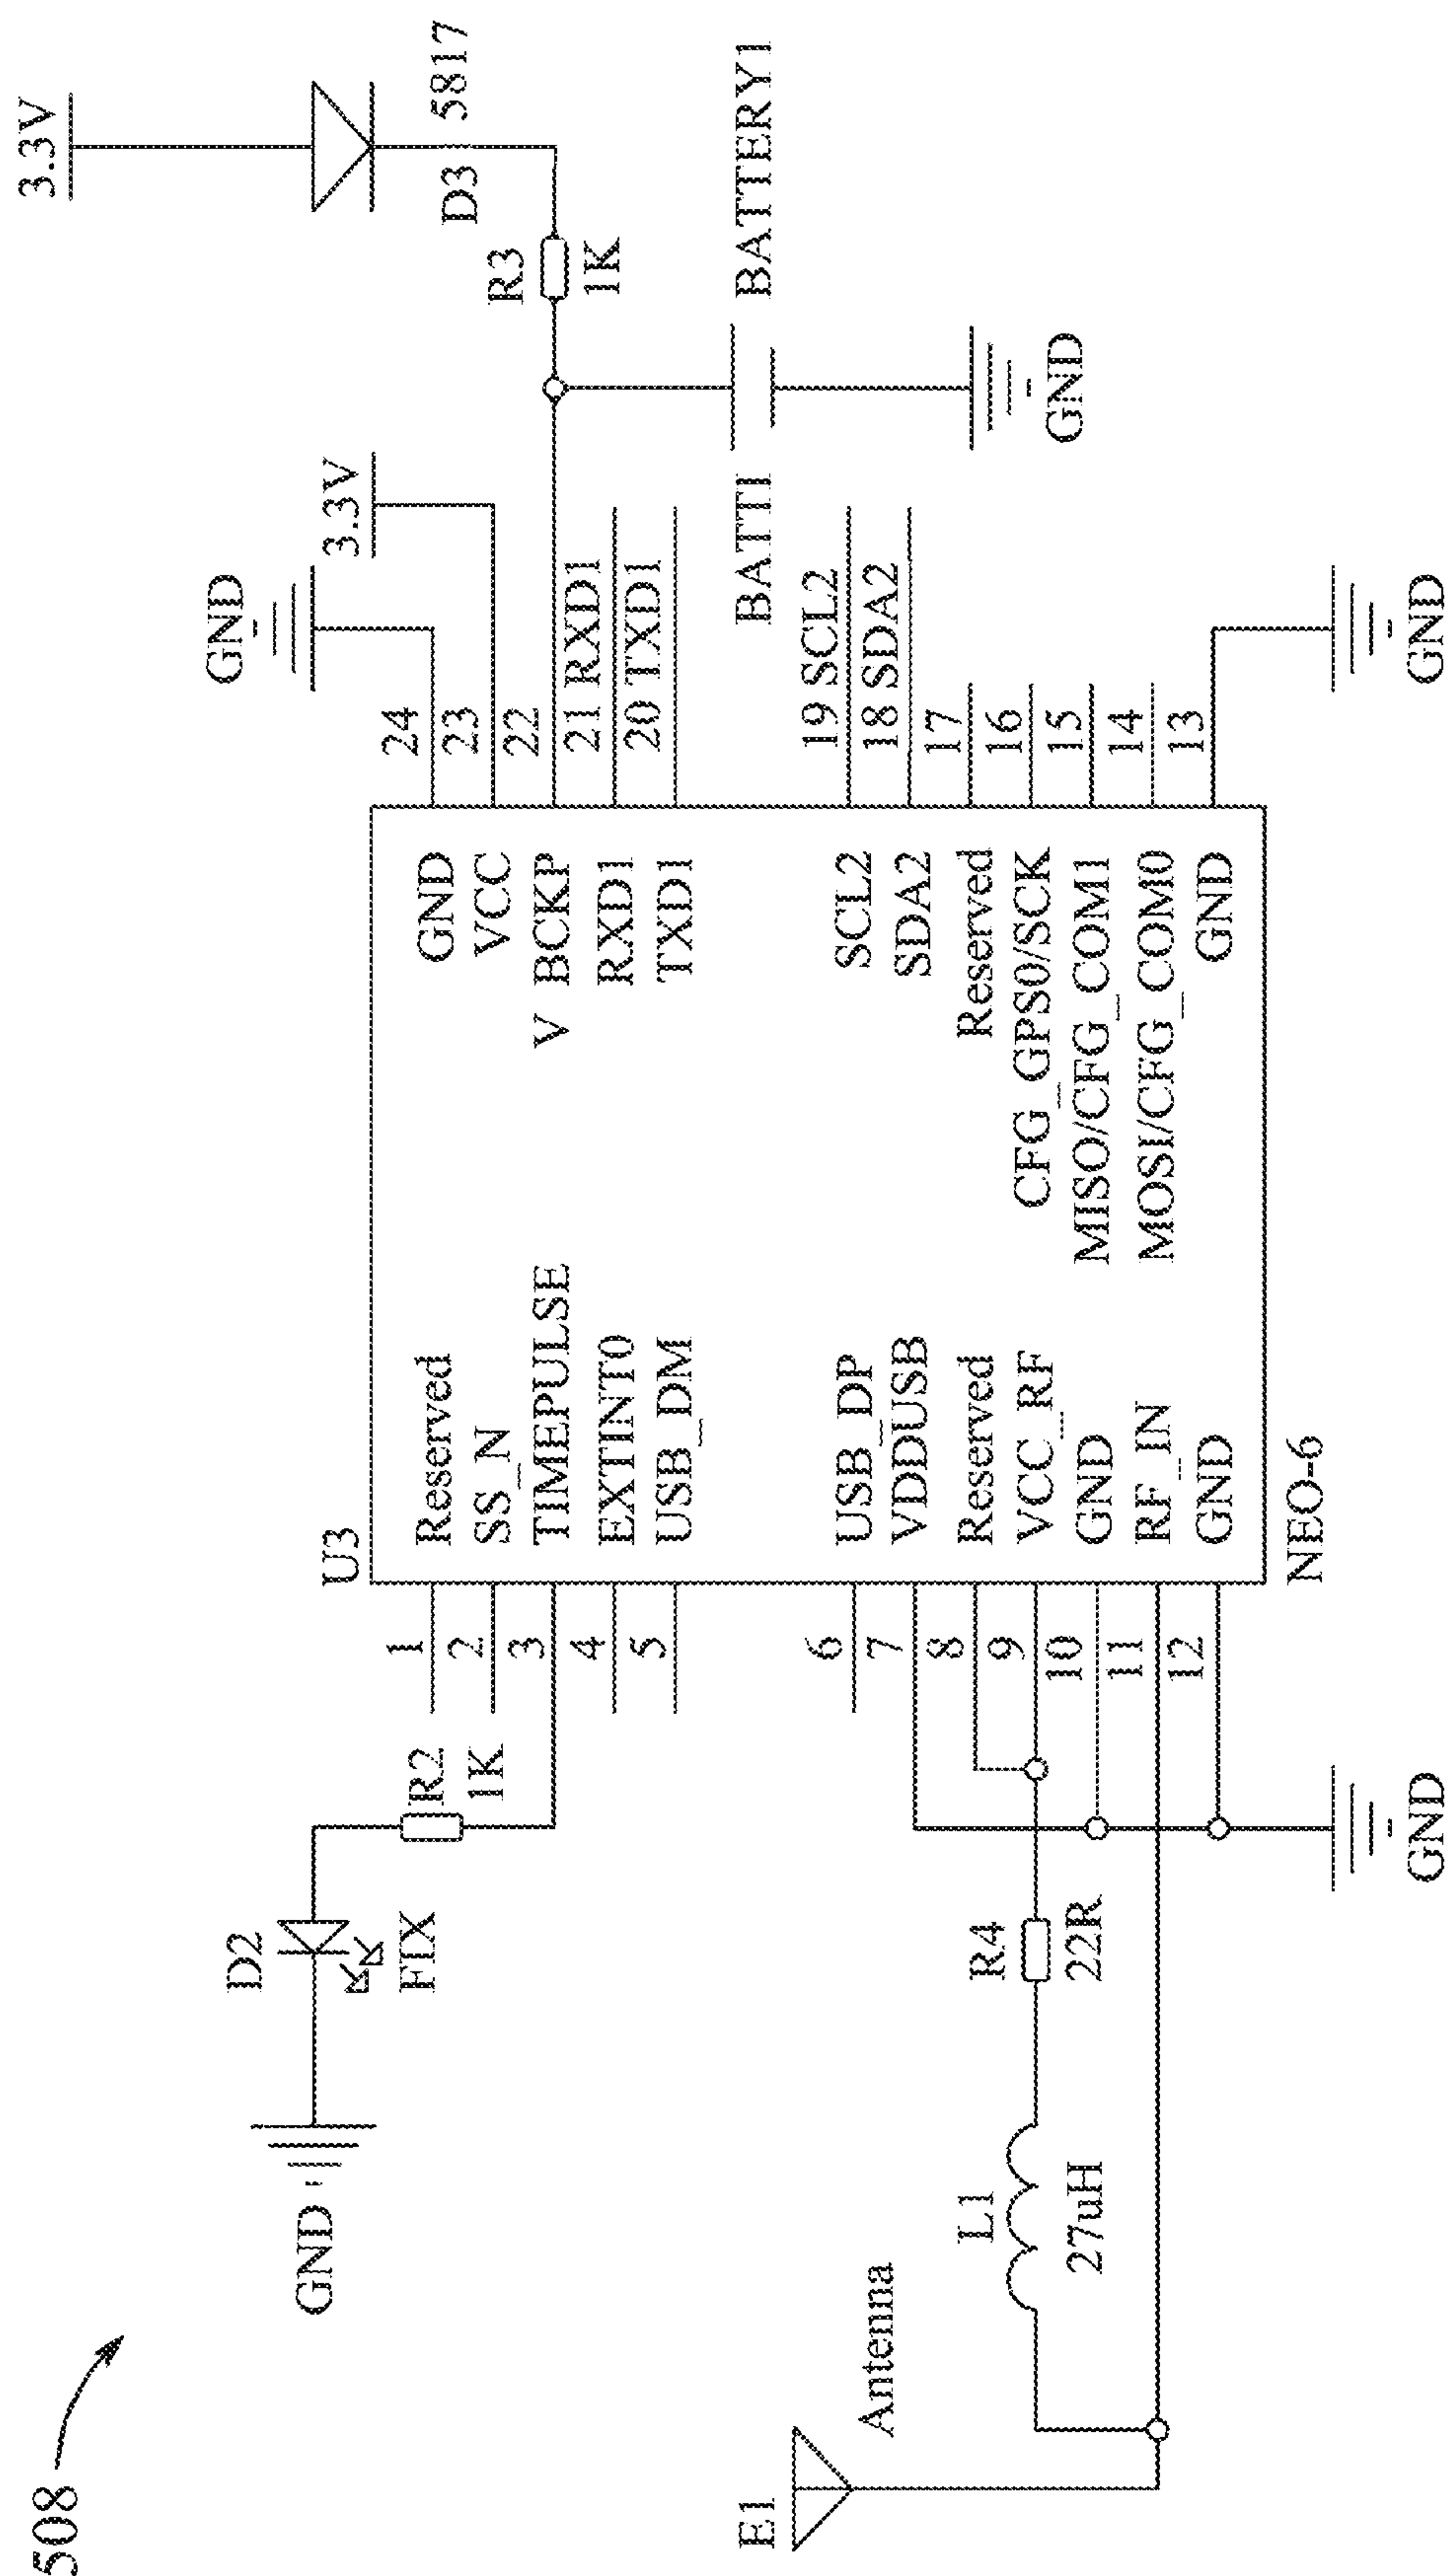 508
3.3V
D3 5817
R3
1K
GND
3.3V
BATTI BATTERY1
GND
U3
1 Reserved GND 24
2 SS_N VCC 23
3 TIMEPULSE V BCKP 22
4 EXTINT0 RXD1 21 RXD1
5 USB_DM TXD1 20 TXD1
6 USB_DP SCL2 19 SCL2
7 VDDUSB SDA2 18 SDA2
8 Reserved Reserved 17
9 VCC_RF CFG_GPS0/SCK 16
10 GND MISO/CFG_COM1 15
11 RF_IN MOSI/CFG_COM0 14
12 GND GND 13
NEO-6
GND
D2
FIX
GND
R2
1K
E1 Antenna
L1
27uH
R4
22R
GND